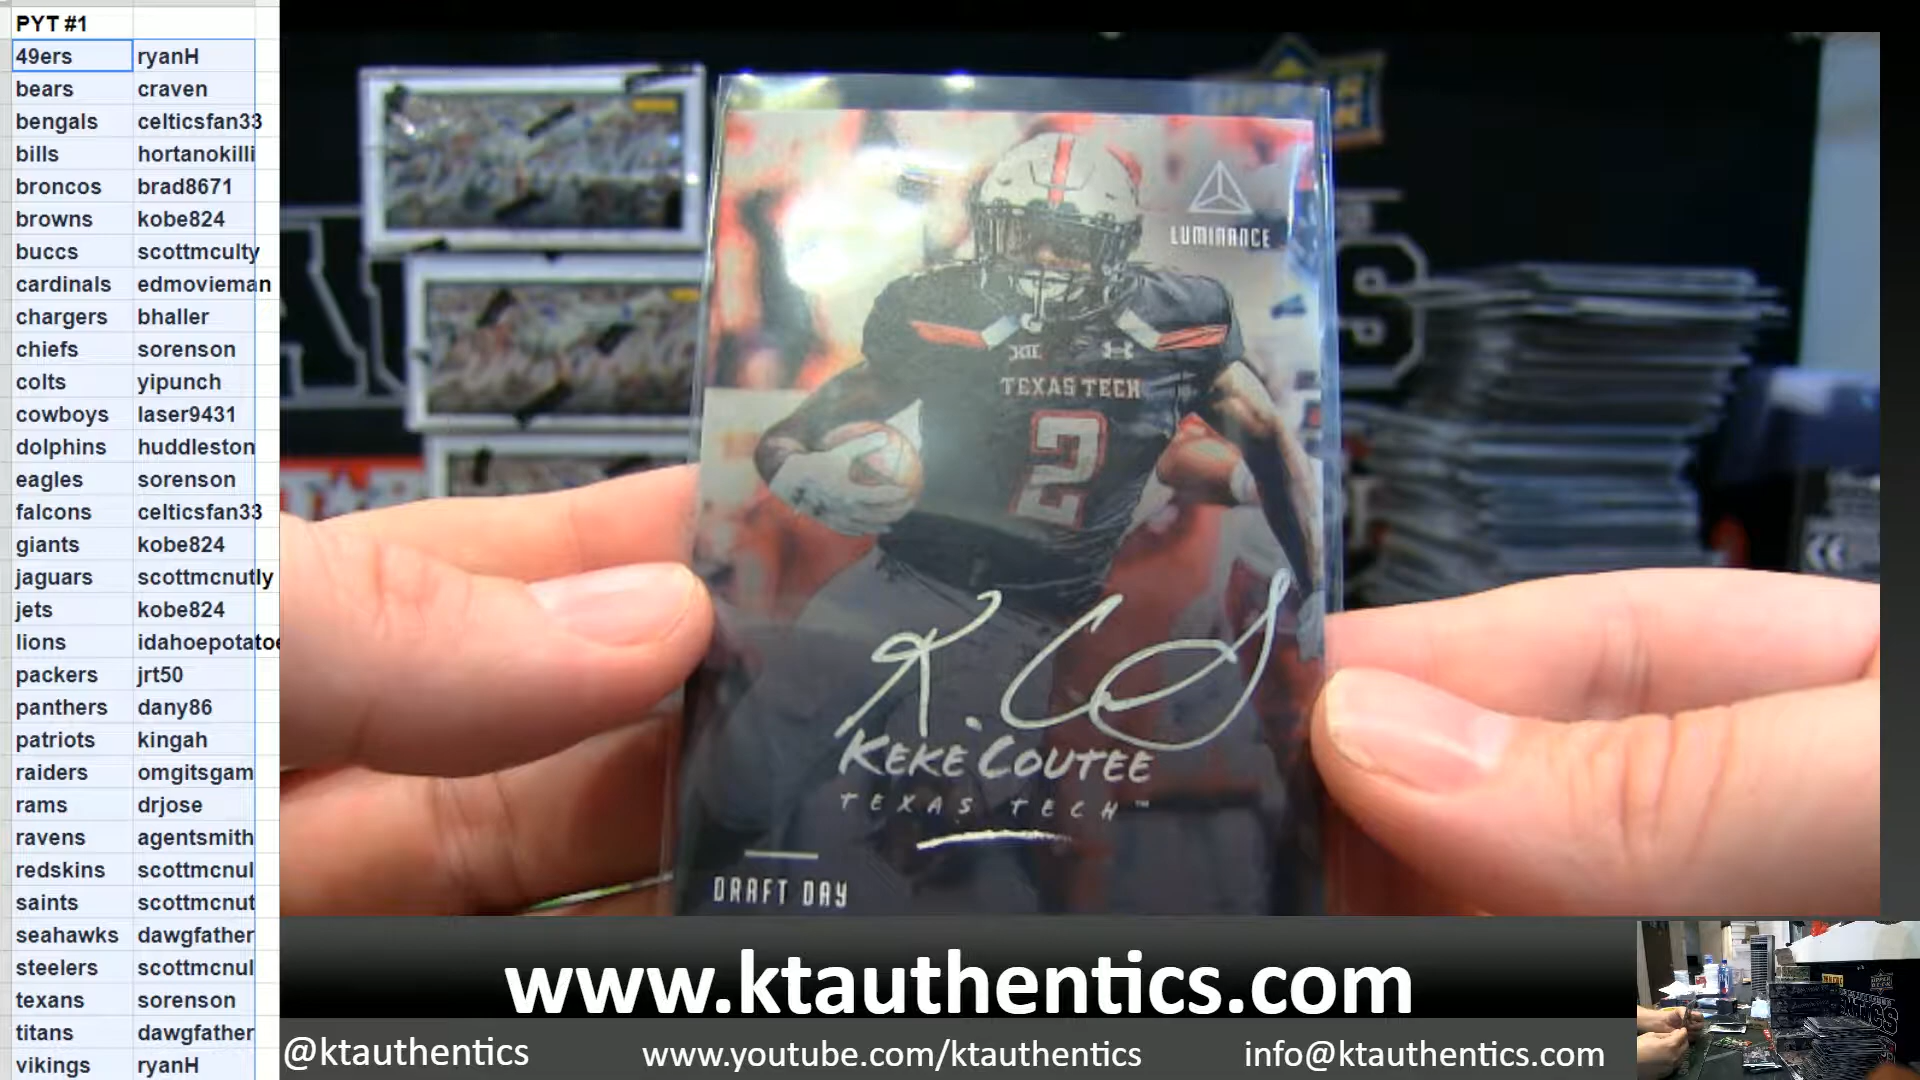 PYT #1
49ers ryanH
bears craven
bengals celticsfan33
bills hortanokilli
broncos brad8671
browns kobe824
buccs scottmculty
cardinals edmovieman
chargers bhaller
chiefs sorenson
colts yipunch
cowboys laser9431
dolphins huddleston
eagles sorenson
falcons celticsfan33
giants kobe824
jaguars scottmcnutly
jets kobe824
lions idahoepotatoe
packers jrt50
panthers dany86
patriots kingah
raiders omgitsgam
rams drjose
ravens agentsmith
redskins scottmcnul
saints scottmcnut
seahawks dawgfather
steelers scottmcnul
texans sorenson
titans dawgfather
vikings ryanH
LUMINANCE
XII
TEXAS TECH
2
K. C
KEKE COUTEE
TEXAS TECH™
DRAFT DAY
www.ktauthentics.com
@ktauthentics
www.youtube.com/ktauthentics
info@ktauthentics.com